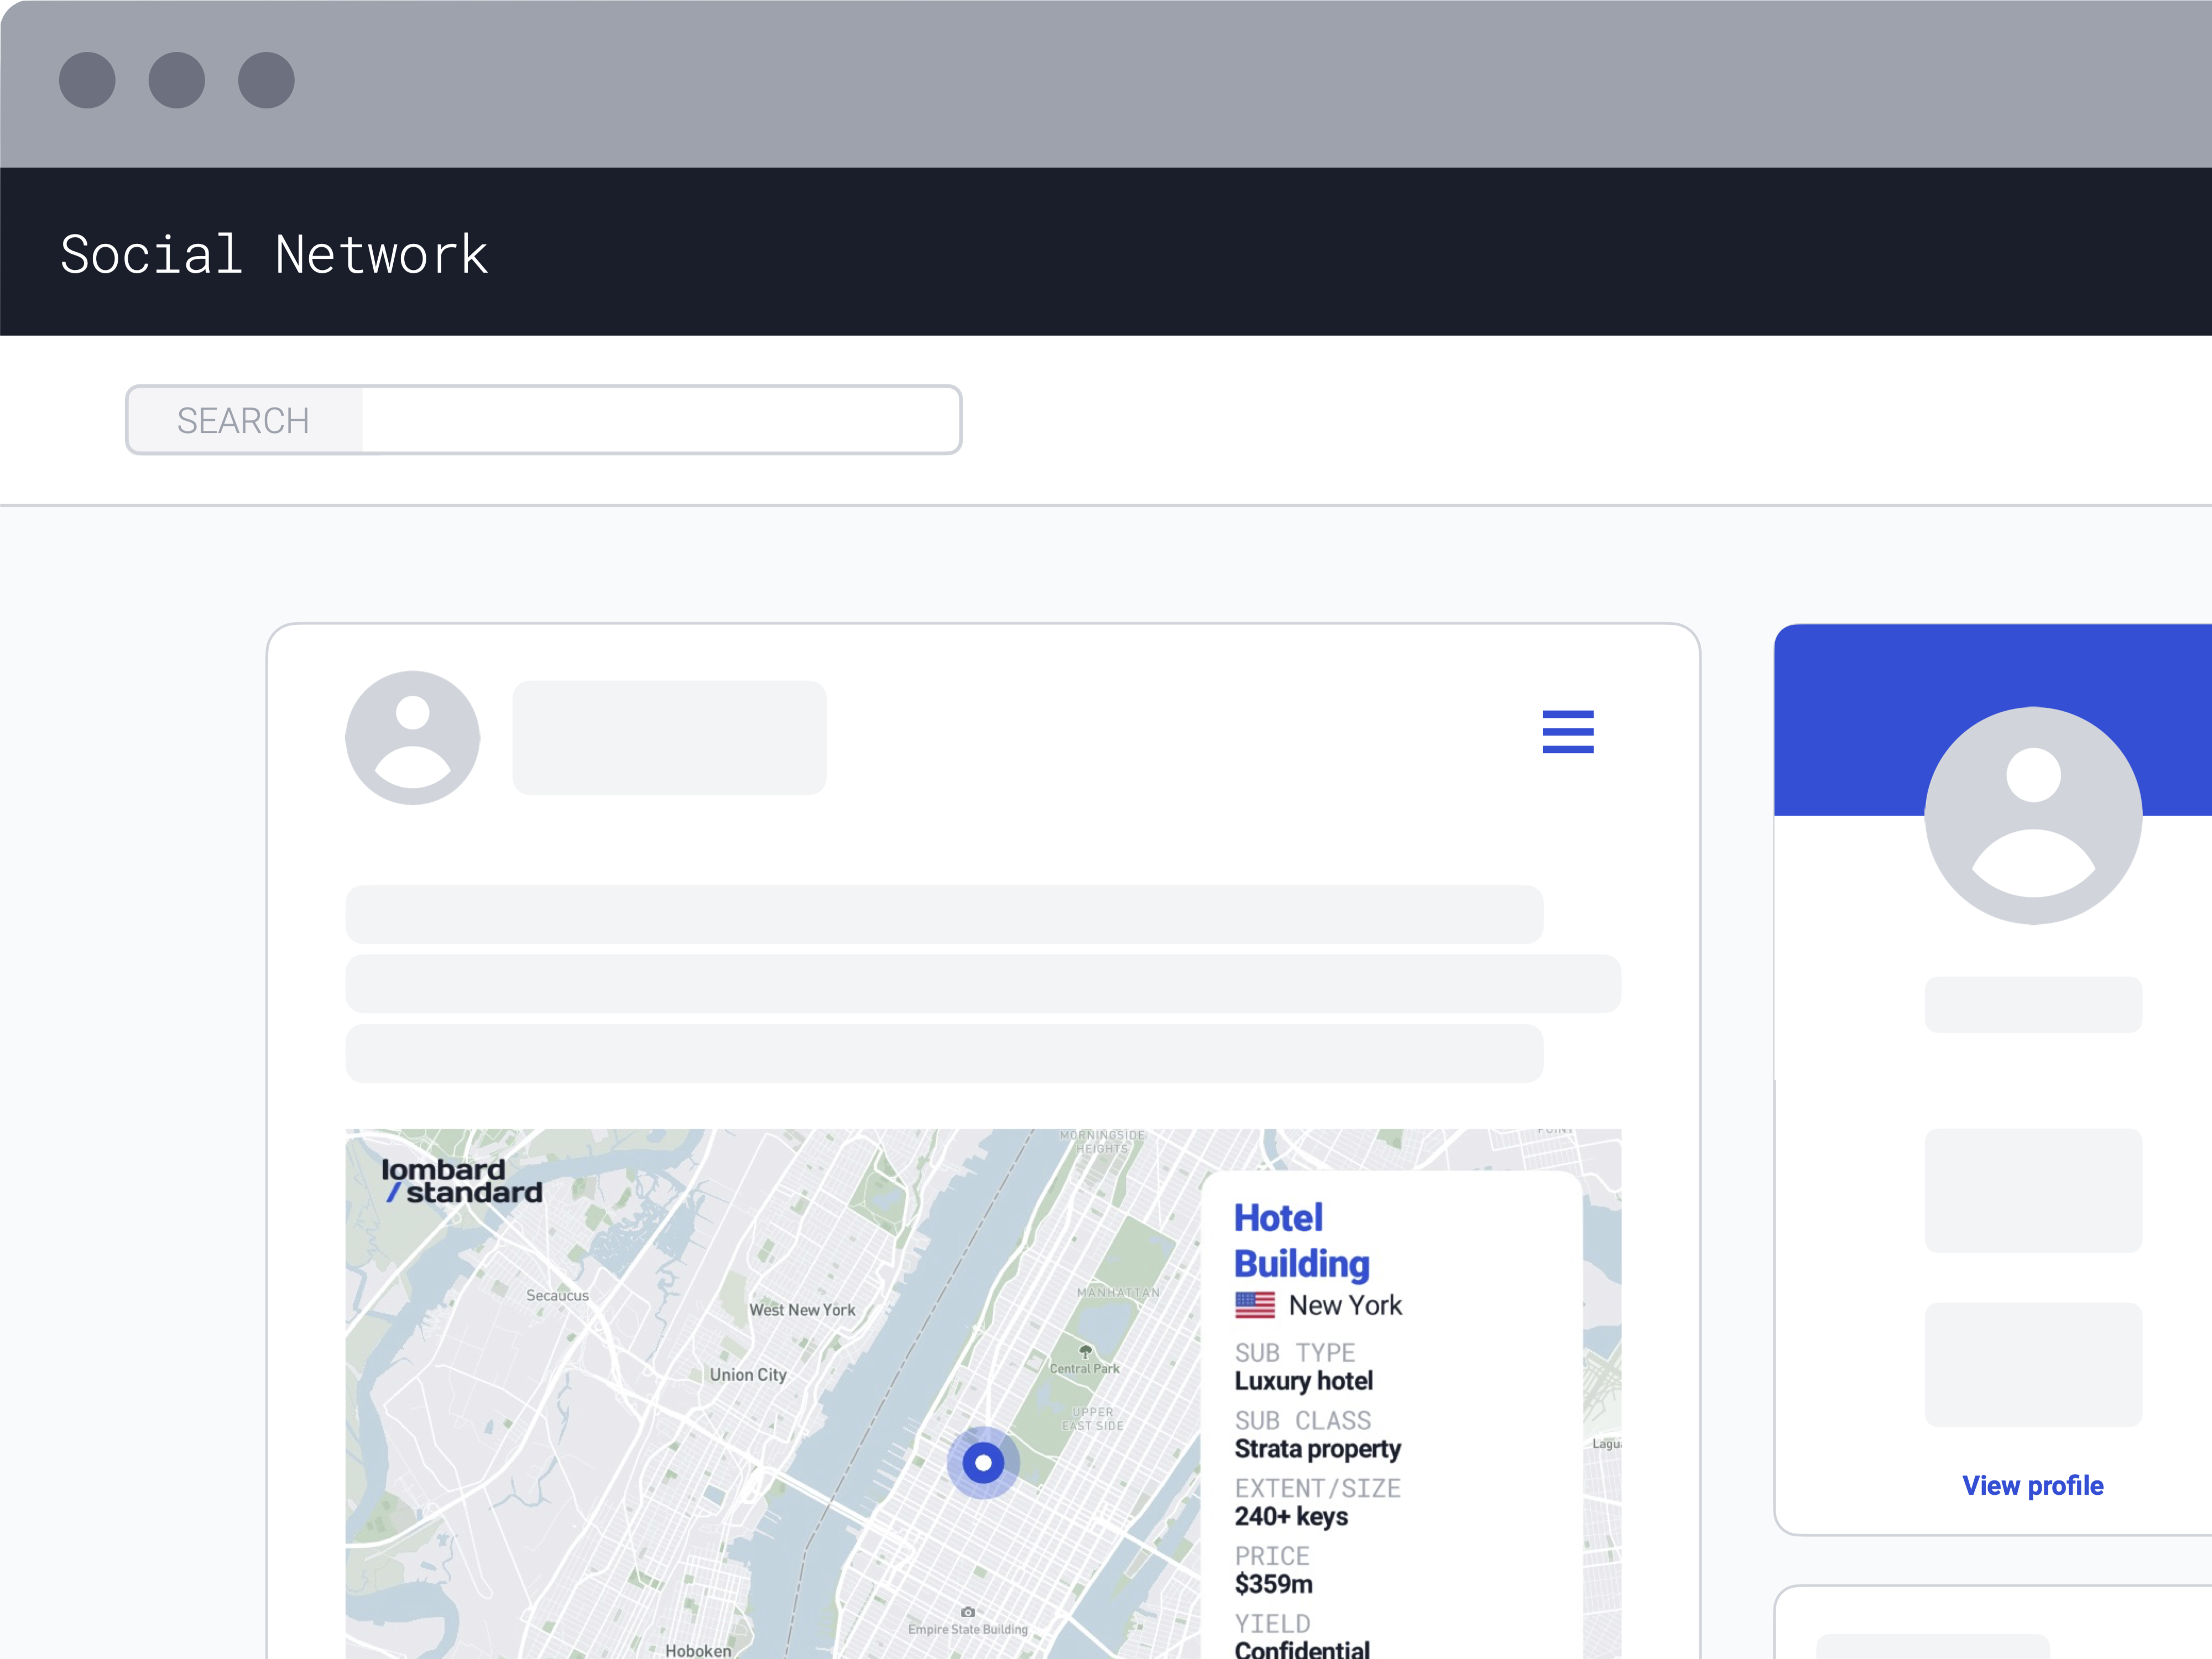 Social Network
SEARCH
lombard
/standard
MORNINGSIDE
HEIGHTS
Hotel
Building
New York
Secaucus
West New York
MANHATTAN
SUB TYPE
Luxury hotel
Union City
Central Park
SUB CLASS
Strata property
UPPER
EAST SIDE
EXTENT/SIZE
240+ keys
View profile
PRICE
$359m
YIELD
Confidential
Empire State Building
Hoboken